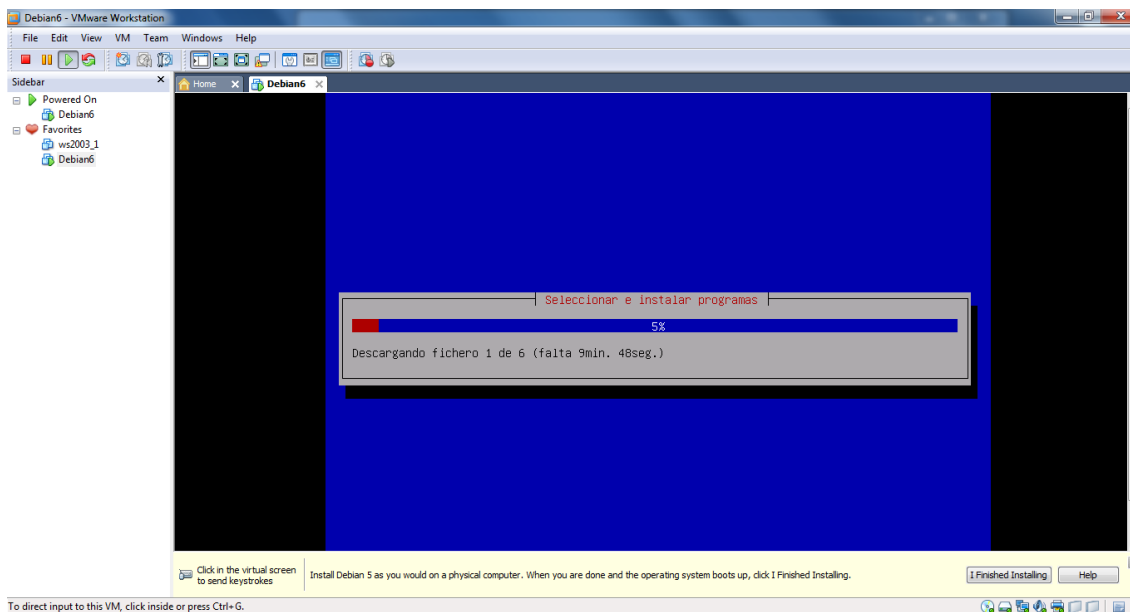 Debian6 - VMware Workstation
File Edit View VM Team Windows Help
Sidebar
Home
Debian6
Powered On
Debian6
Favorites
ws2003_1
Debian6
Seleccionar e instalar programas
5%
Descargando fichero 1 de 6 (falta 9min. 48seg.)
Click in the virtual screen
to send keystrokes
Install Debian 5 as you would on a physical computer. When you are done and the operating system boots up, click I Finished Installing.
I Finished Installing
Help
To direct input to this VM, click inside or press Ctrl+G.